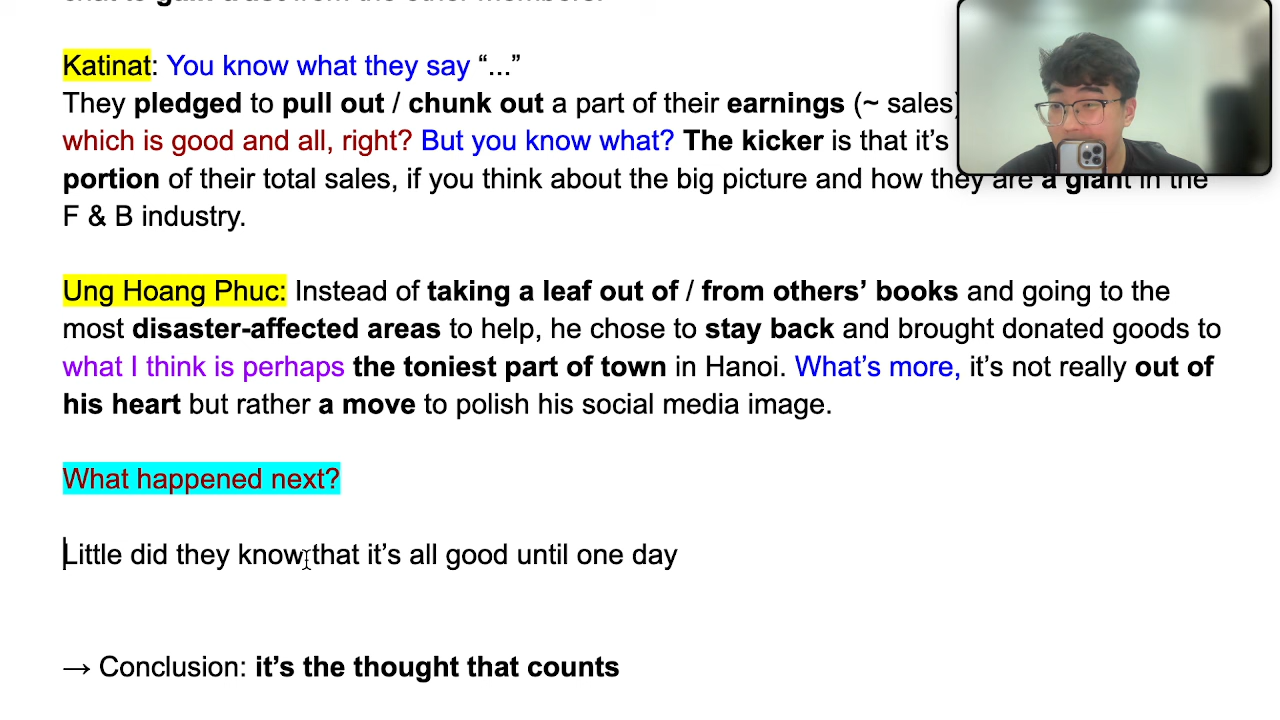 Katinat: You know what they say “...”
They pledged to pull out / chunk out a part of their earnings (~ sales)
which is good and all, right? But you know what? The kicker is that it’s
portion of their total sales, if you think about the big picture and how they are a giant in the
F & B industry.
Ung Hoang Phuc: Instead of taking a leaf out of / from others’ books and going to the
most disaster-affected areas to help, he chose to stay back and brought donated goods to
what I think is perhaps the toniest part of town in Hanoi. What’s more, it’s not really out of
his heart but rather a move to polish his social media image.
What happened next?
Little did they know that it’s all good until one day
→ Conclusion: it’s the thought that counts